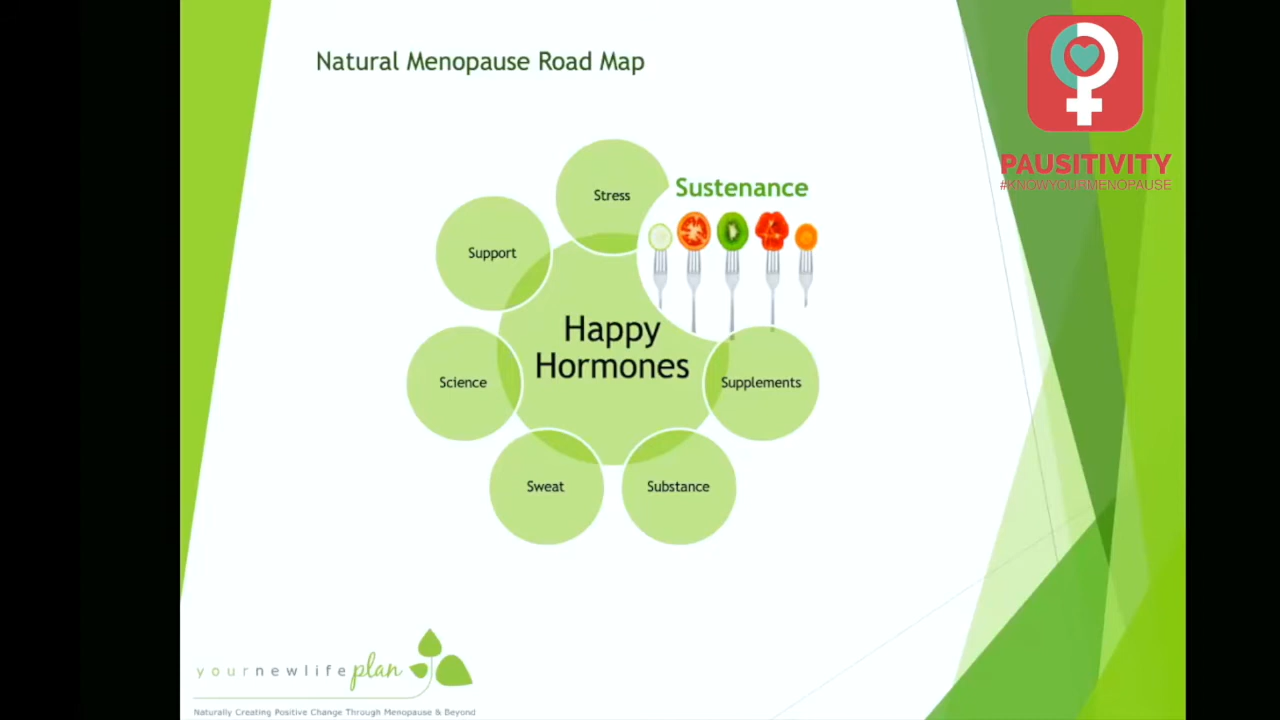 Natural Menopause Road Map
PAUSITIVITY
#KNOWYOURMENOPAUSE
Stress
Sustenance
Support
Happy
Hormones
Science
Supplements
Sweat
Substance
yournewlifeplan
Naturally Creating Positive Change Through Menopause & Beyond